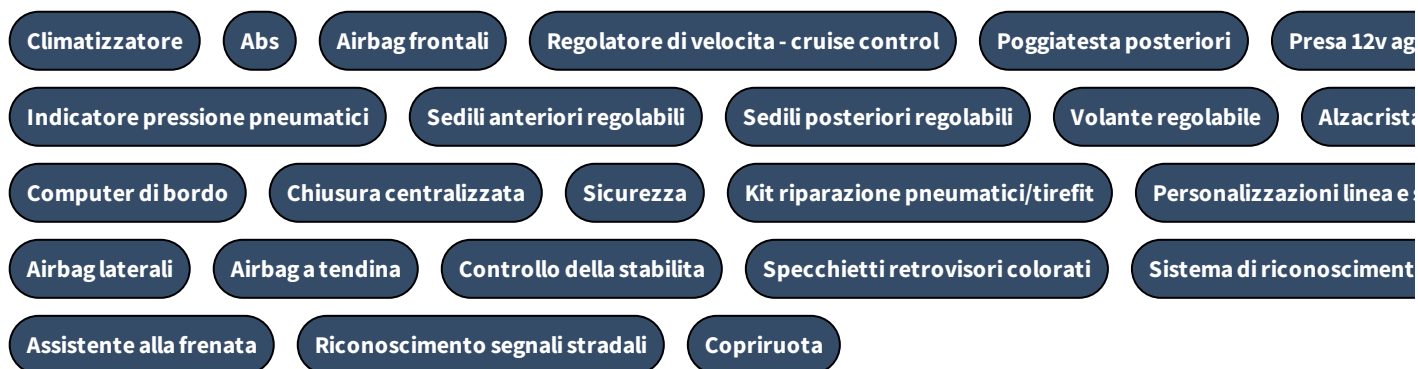 Climatizzatore Abs Airbag frontali Regolatore di velocita - cruise control Poggiatesta posteriori Presa 12v
Indicatore pressione pneumatici Sedili anteriori regolabili Sedili posteriori regolabili Volante regolabile
Computer di bordo Chiusura centralizzata Sicurezza Kit riparazione pneumatici/tirefit Personalizzazioni linea e
Airbag laterali Airbag a tendina Controllo della stabilita Specchietti retrovisori colorati Sistema di
Assistente alla frenata Riconoscimento segnali stradali Copriruota